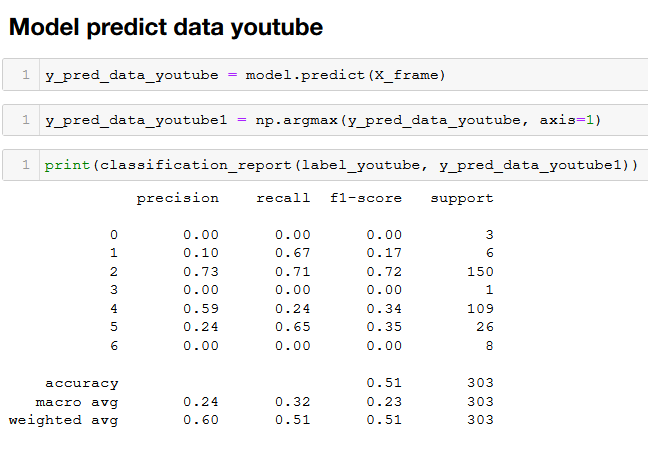 Model predict data youtube
1 y_pred_data_youtube = model.predict(X_frame)
1 y_pred_data_youtube1 = np.argmax(y_pred_data_youtube, axis=1)
1 print(classification_report(label_youtube, y_pred_data_youtube1))
precision recall f1-score support
0 0.00 0.00 0.00 3
1 0.10 0.67 0.17 6
2 0.73 0.71 0.72 150
3 0.00 0.00 0.00 1
4 0.59 0.24 0.34 109
5 0.24 0.65 0.35 26
6 0.00 0.00 0.00 8
accuracy 0.51 303
macro avg 0.24 0.32 0.23 303
weighted avg 0.60 0.51 0.51 303